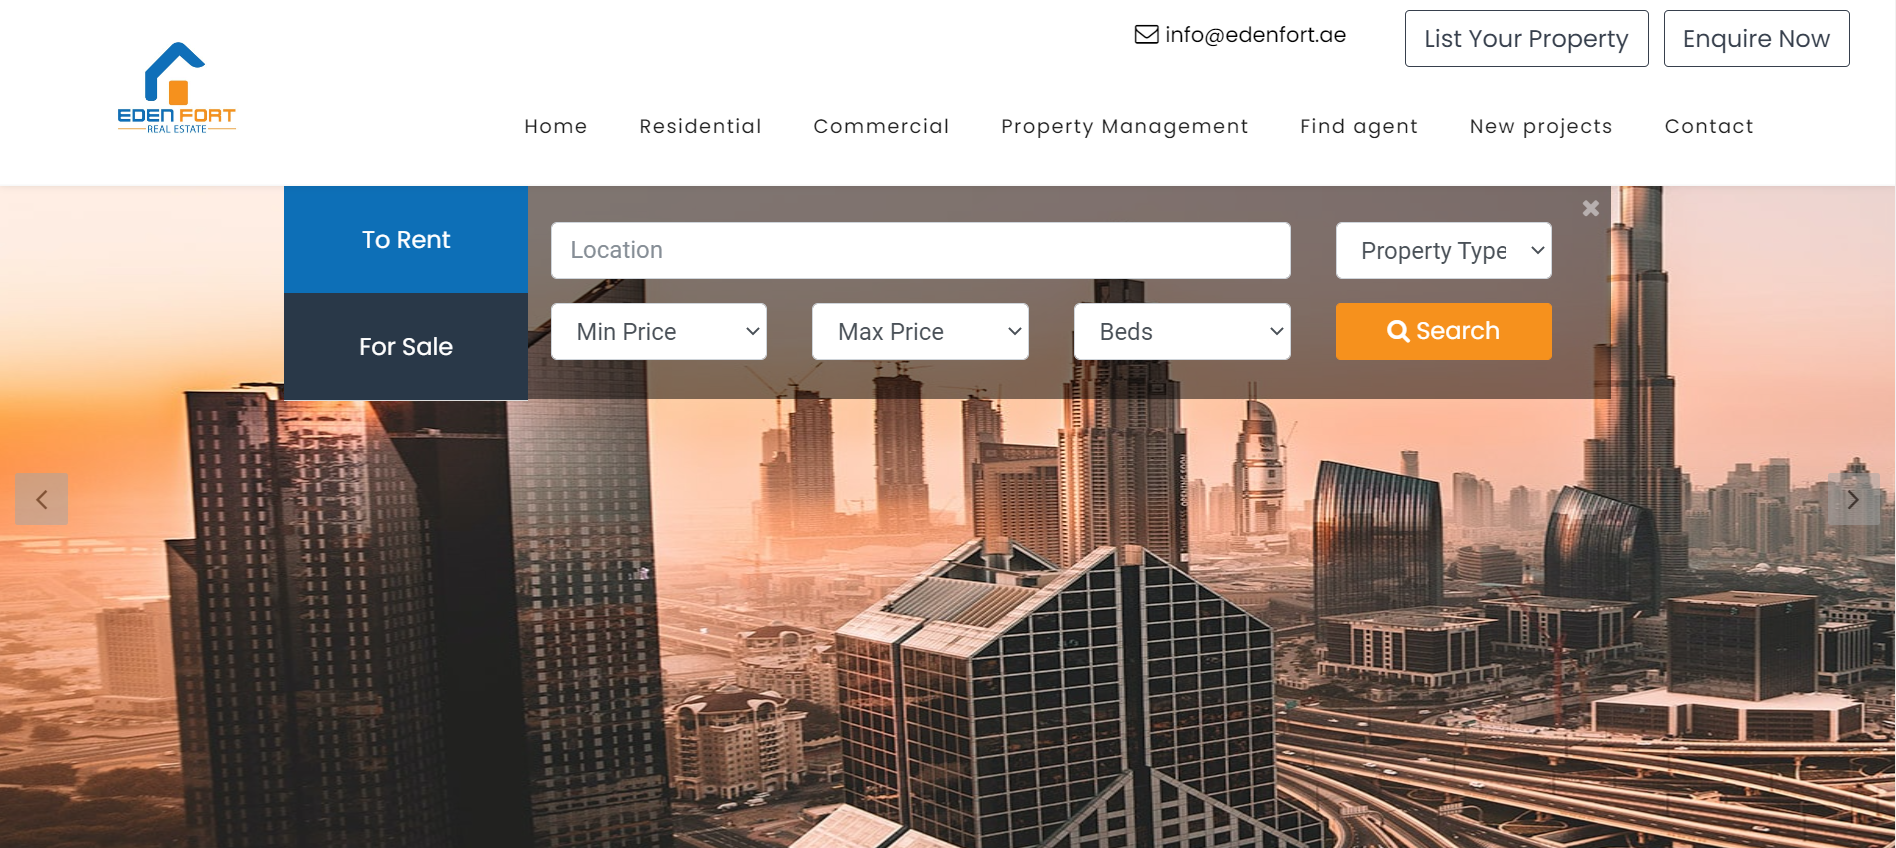 info@edenfort.ae
List Your Property
Enquire Now
EDEN FORT
REAL ESTATE
Home
Residential
Commercial
Property Management
Find agent
New projects
Contact
To Rent
For Sale
Location
Property Type
Min Price
Max Price
Beds
Search